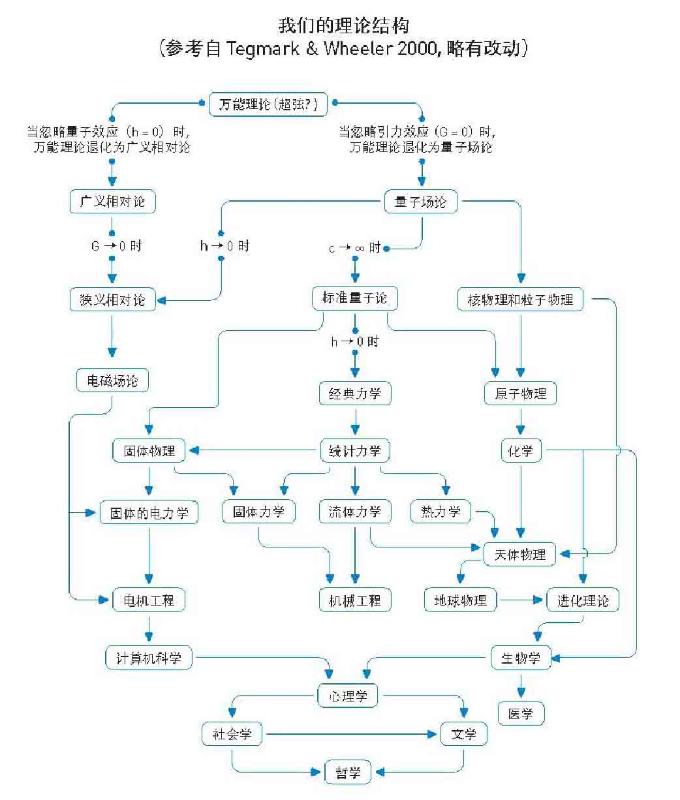 我们的理论结构
(参考自 Tegmark & Wheeler 2000, 略有改动)
万能理论(超弦?)
当忽略量子效应 (h = 0) 时,
万能理论退化为广义相对论
当忽略引力效应 (G = 0) 时,
万能理论退化为量子场论
广义相对论
量子场论
G → 0 时
h → 0 时
c → ∞ 时
狭义相对论
标准量子论
核物理和粒子物理
h → 0 时
电磁场论
经典力学
原子物理
固体物理
统计力学
化学
固体的电力学
固体力学
流体力学
热力学
天体物理
电机工程
机械工程
地球物理
进化理论
计算机科学
生物学
心理学
医学
社会学
文学
哲学